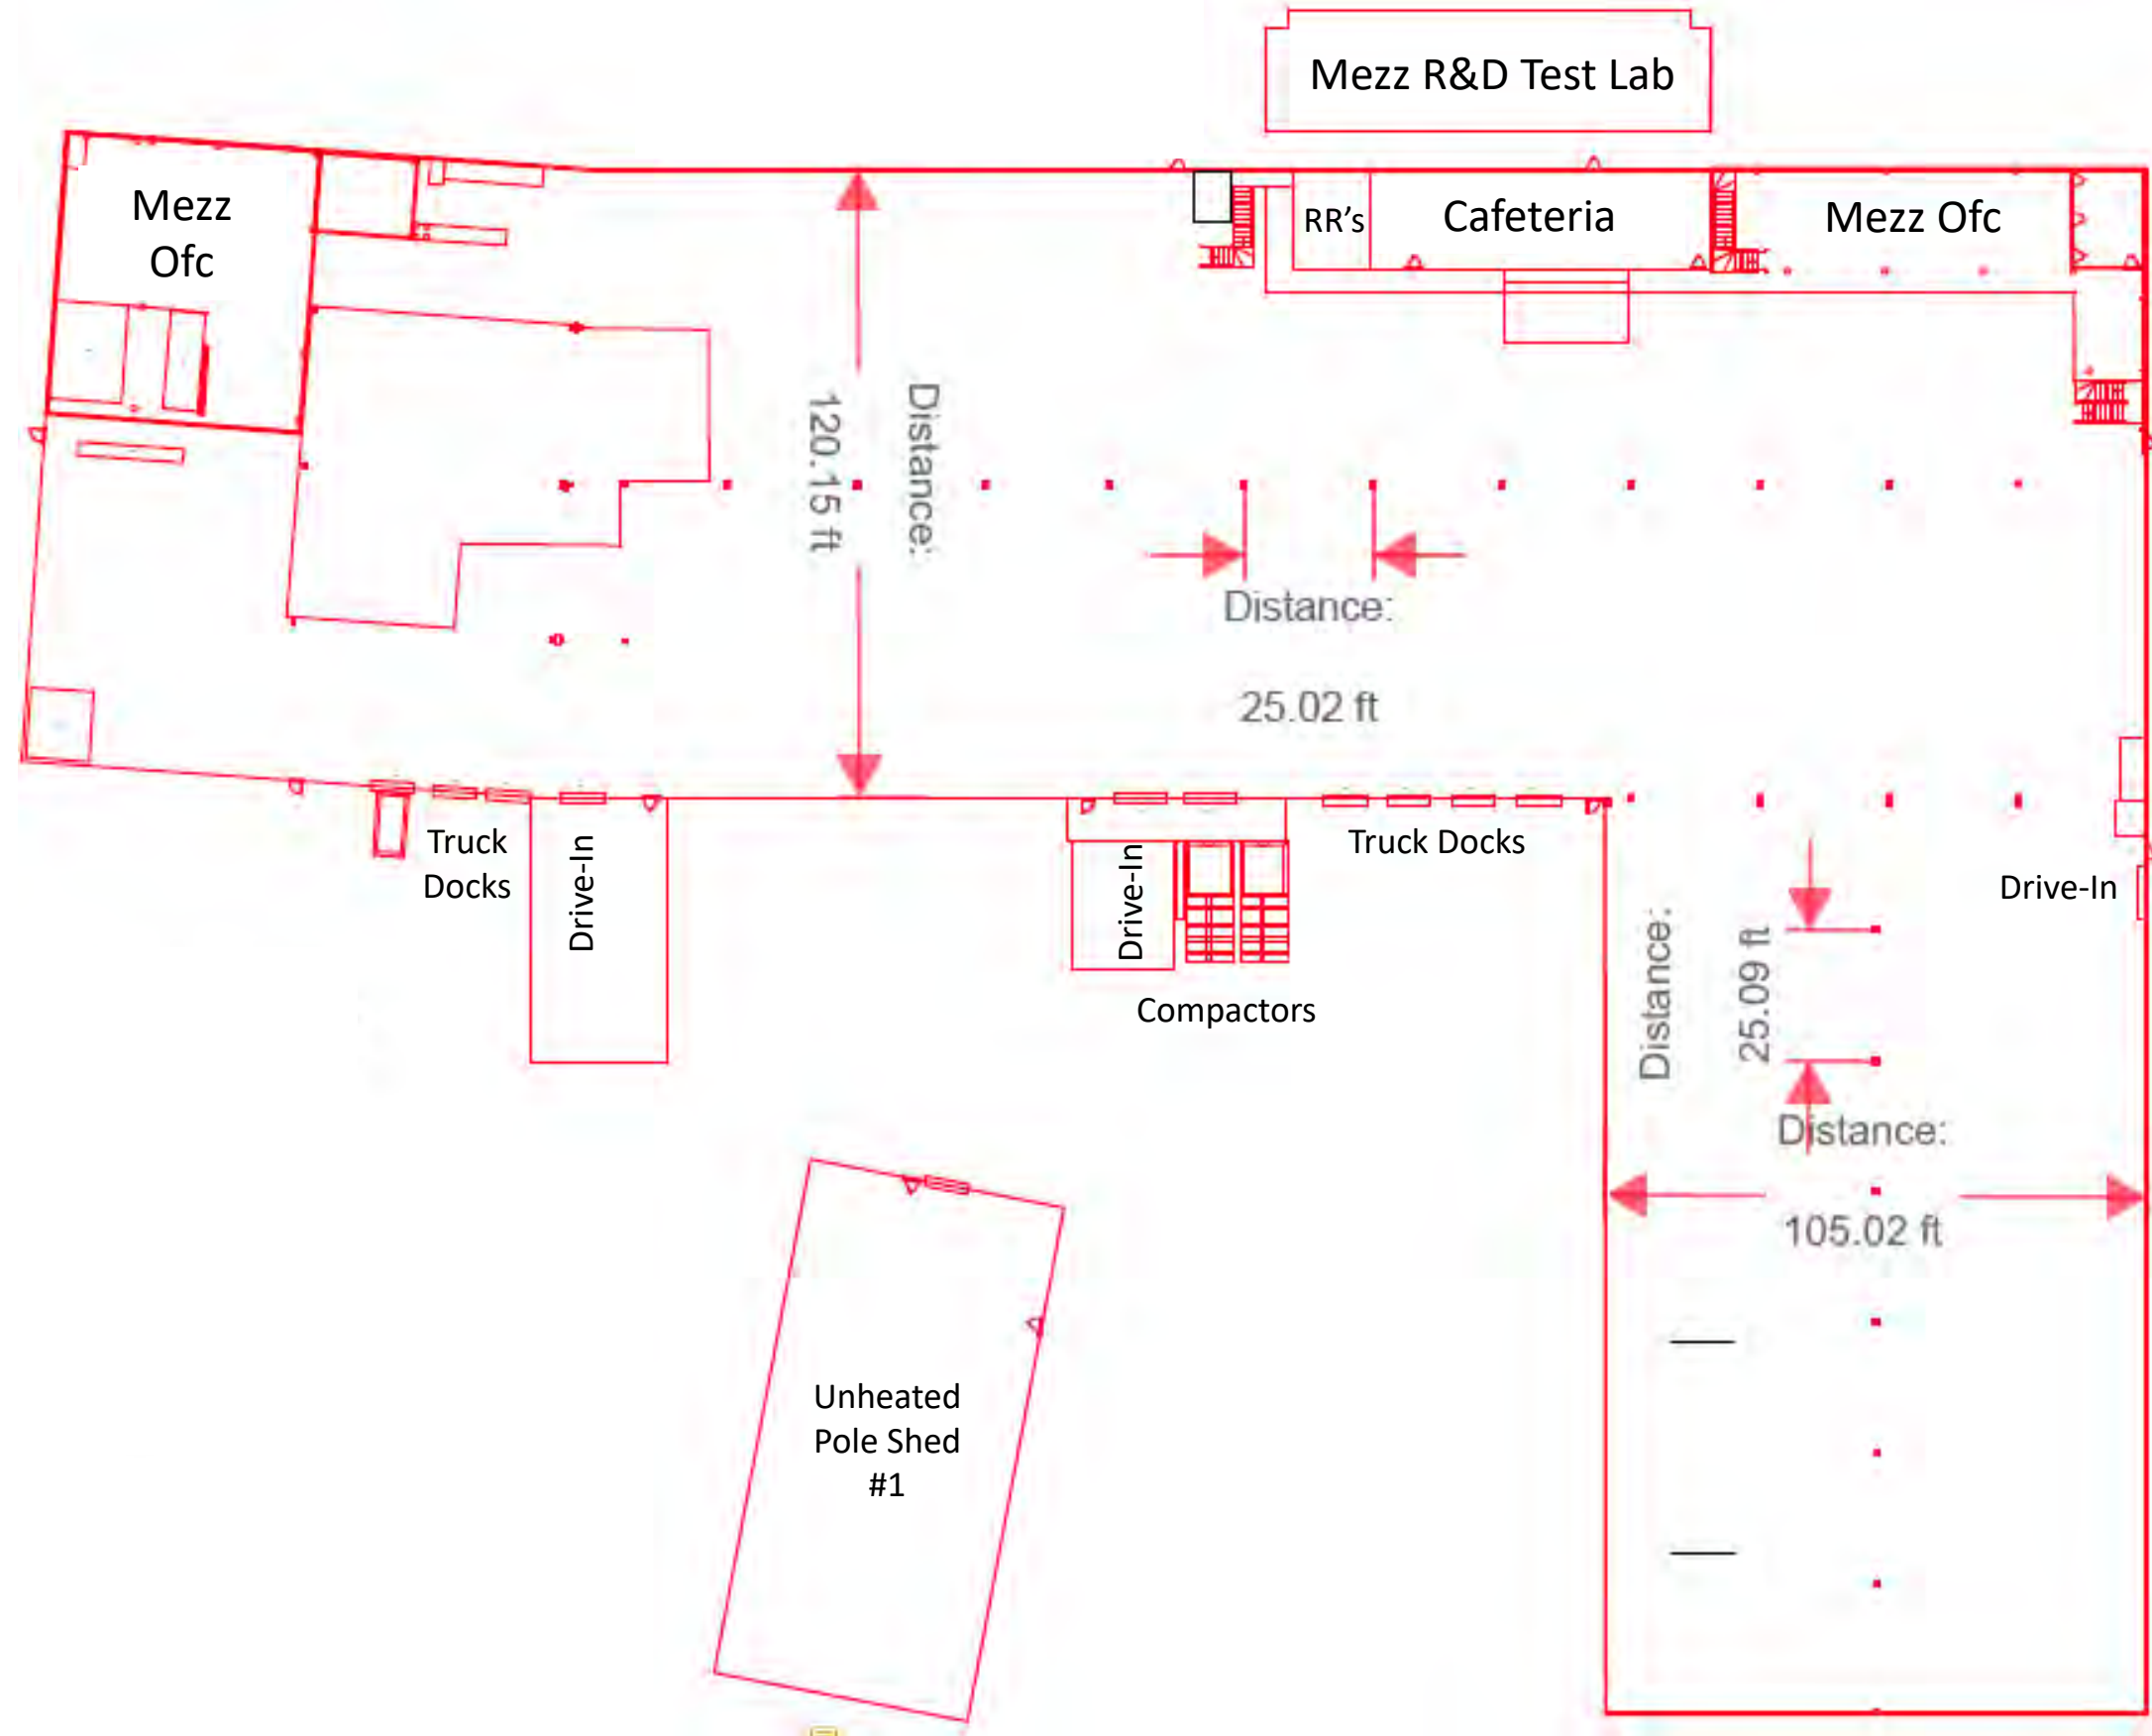 Mezz R&D Test Lab
Mezz
Ofc
RR's
Cafeteria
Mezz Ofc
Distance:
120.15 ft
Distance:
25.02 ft
Truck
Docks
Drive-In
Drive-In
Compactors
Truck Docks
Drive-In
Distance:
25.09 ft
Distance:
105.02 ft
Unheated
Pole Shed
#1